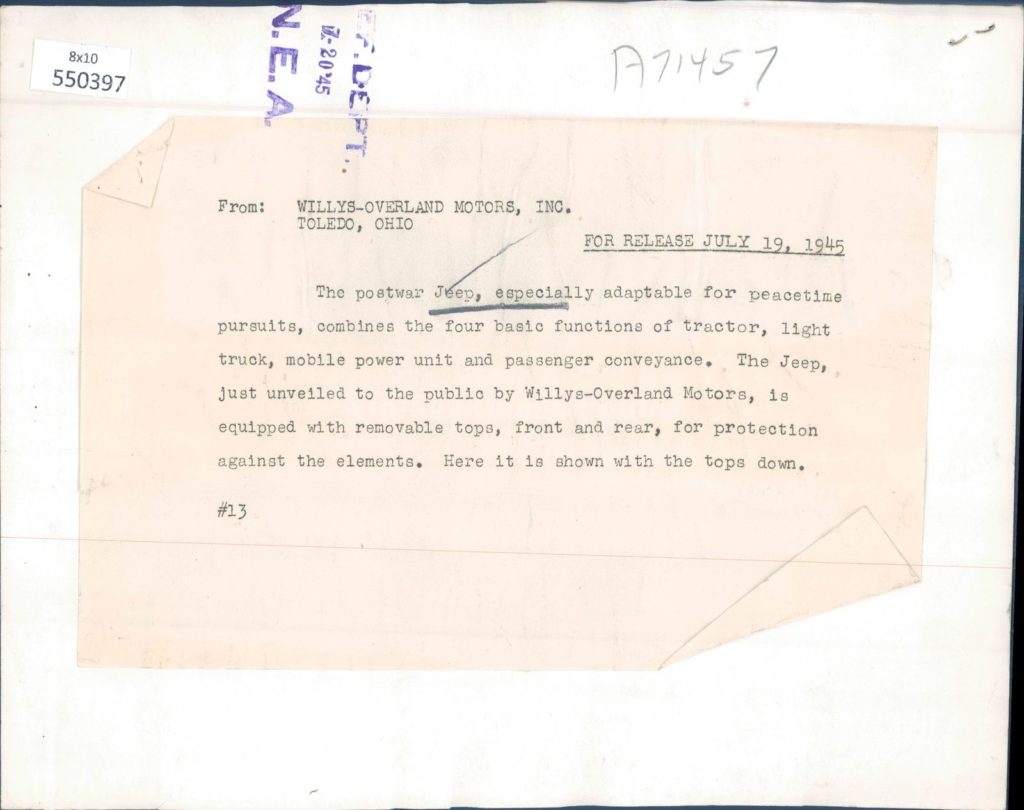 8x10
550397
N.E.A.
7-20'45
DEPT.
A71457
From: WILLYS-OVERLAND MOTORS, INC.
TOLEDO, OHIO
FOR RELEASE JULY 19, 1945
The postwar Jeep, especially adaptable for peacetime
pursuits, combines the four basic functions of tractor, light
truck, mobile power unit and passenger conveyance. The Jeep,
just unveiled to the public by Willys-Overland Motors, is
equipped with removable tops, front and rear, for protection
against the elements. Here it is shown with the tops down.
#13